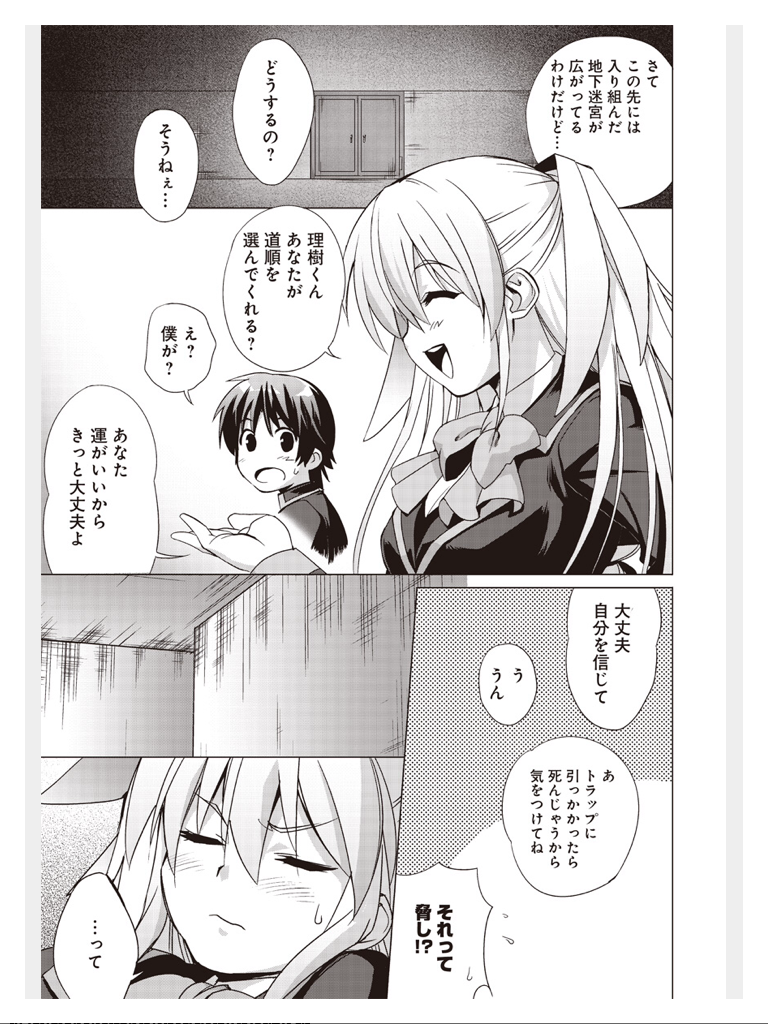 さて
この先には
入り組んだ
地下迷宮が
広がってる
わけだけど…
どうするの？
そうねぇ…
理樹くん
あなたが
道順を
選んでくれる？
え？
僕が？
あなた
運がいいから
きっと大丈夫よ
大丈夫
自分を信じて
う
うん
あ
トラップに
引っかかったら
死んじゃうから
気をつけてね
それって
脅し!?
…って